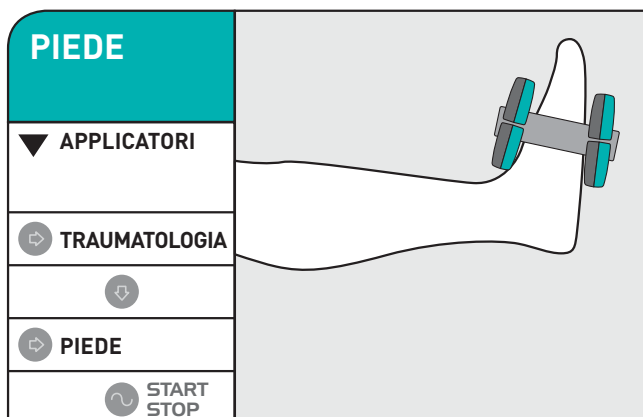 PIEDE
APPLICATORI
TRAUMATOLOGIA
PIEDE
START
STOP